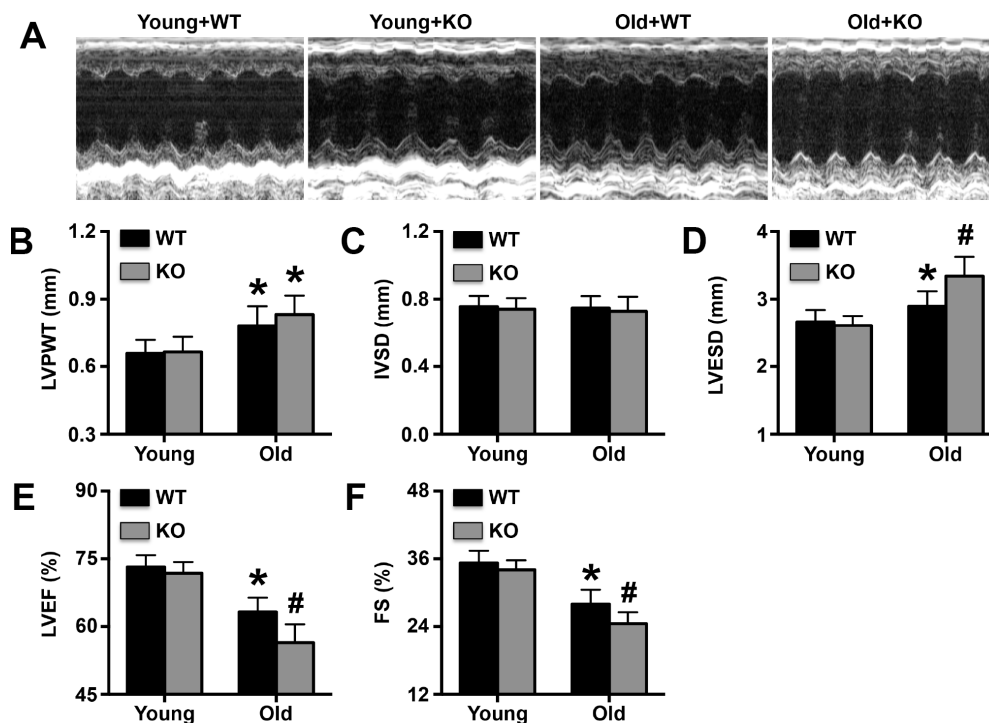 A
Young+WT Young+KO Old+WT Old+KO
B
WT
KO
LVPWT (mm)
1.2
0.9
0.6
0.3
* *
Young Old
C
WT
KO
IVSD (mm)
1.2
0.8
0.4
0.0
Young Old
D
WT
KO
LVESD (mm)
4
3
2
1
* #
Young Old
E
WT
KO
LVEF (%)
90
75
60
45
* #
Young Old
F
WT
KO
FS (%)
48
36
24
12
* #
Young Old